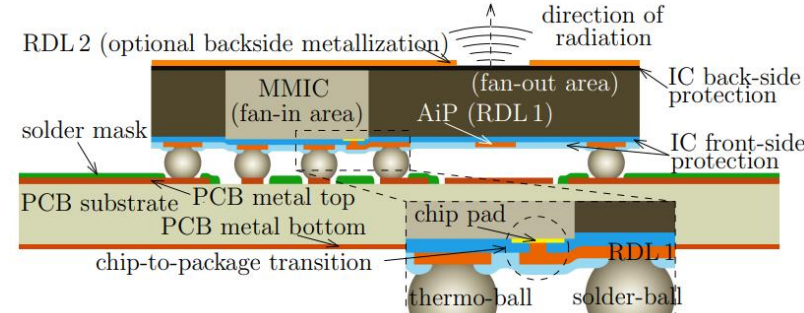 direction of
radiation
RDL 2 (optional backside metallization)
MMIC
(fan-in area)
(fan-out area)
AiP (RDL 1)
IC back-side
protection
solder mask
IC front-side
protection
PCB substrate
PCB metal top
PCB metal bottom
chip pad
chip-to-package transition
RDL 1
thermo-ball
solder-ball